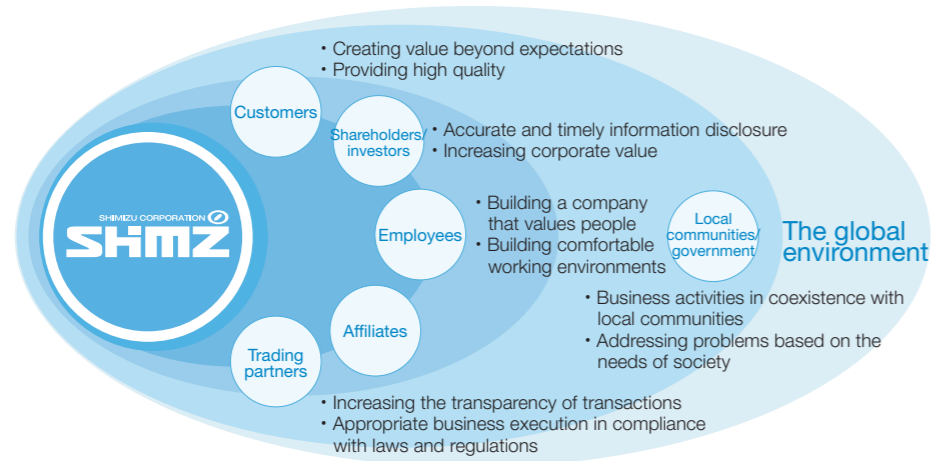 • Creating value beyond expectations
• Providing high quality
Customers
Shareholders/
investors
• Accurate and timely information disclosure
• Increasing corporate value
SHIMIZU CORPORATION
SHMZ
Employees
• Building a company
that values people
• Building comfortable
working environments
Local
communities/
government
The global
environment
• Business activities in coexistence with
local communities
• Addressing problems based on the
needs of society
Affiliates
Trading
partners
• Increasing the transparency of transactions
• Appropriate business execution in compliance
with laws and regulations